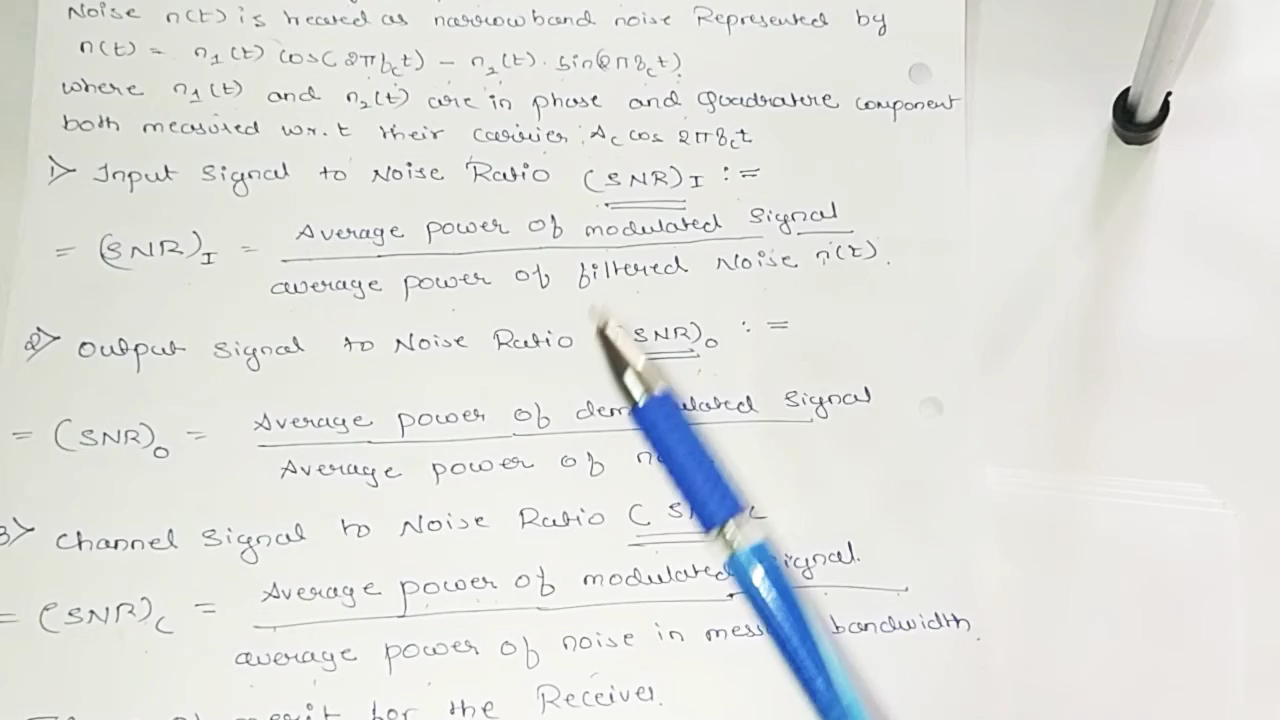 Noise n(t) is treated as narrowband noise Represented by
n(t) = n₁(t) cos(2πf꜀t) − n₂(t). sin(2πf꜀t).
where n₁(t) and n₂(t) are in phase and Quadrature component
both measured w.r.t their carrier. A꜀ cos 2πf꜀t
1> Input Signal to Noise Ratio (SNR)I :=
= (SNR)I = Average power of modulated Signal
average power of filtered Noise n(t).
2> Output Signal to Noise Ratio (SNR)O : =
= (SNR)O = Average power of signal
Average power of
3> Channel Signal to Noise Ratio
= (SNR)C = Average power of modulated signal.
average power of noise in bandwidth.
for the Receiver.